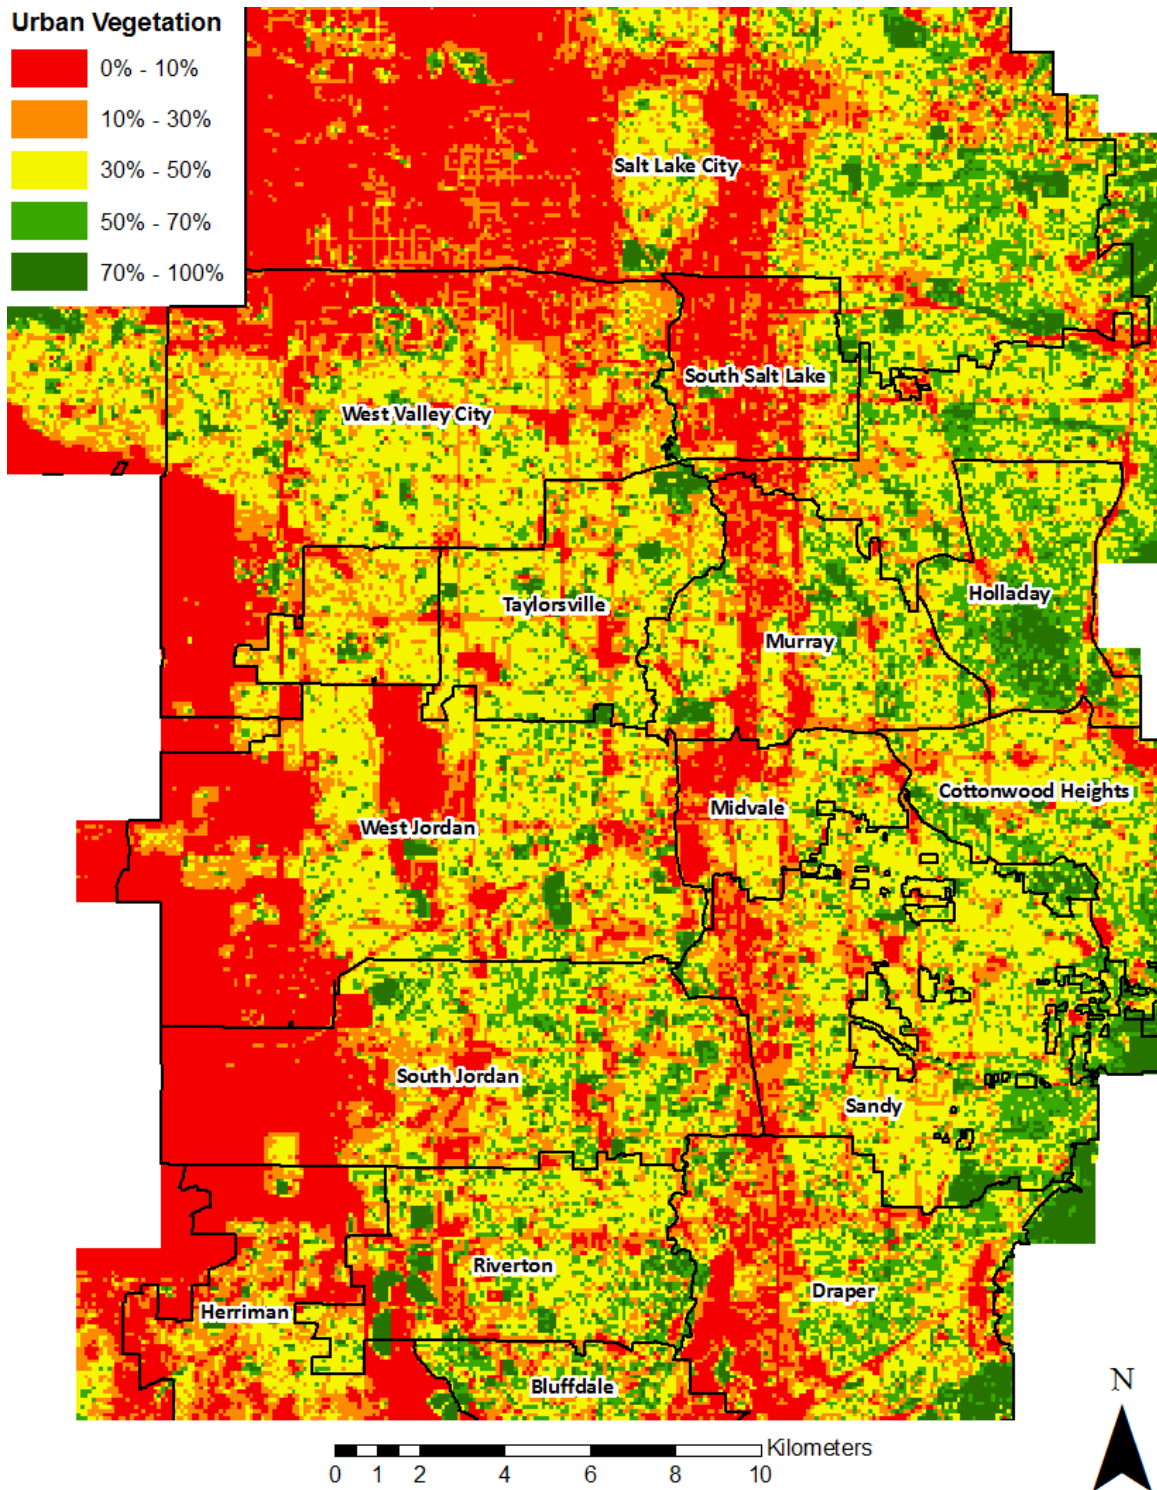 Urban Vegetation
0% - 10%
10% - 30%
30% - 50%
50% - 70%
70% - 100%
Salt Lake City
South Salt Lake
West Valley City
Holladay
Taylorsville
Murray
Cottonwood Heights
Midvale
West Jordan
South Jordan
Sandy
Riverton
Draper
Herriman
Bluffdale
N
Kilometers
0 1 2 4 6 8 10